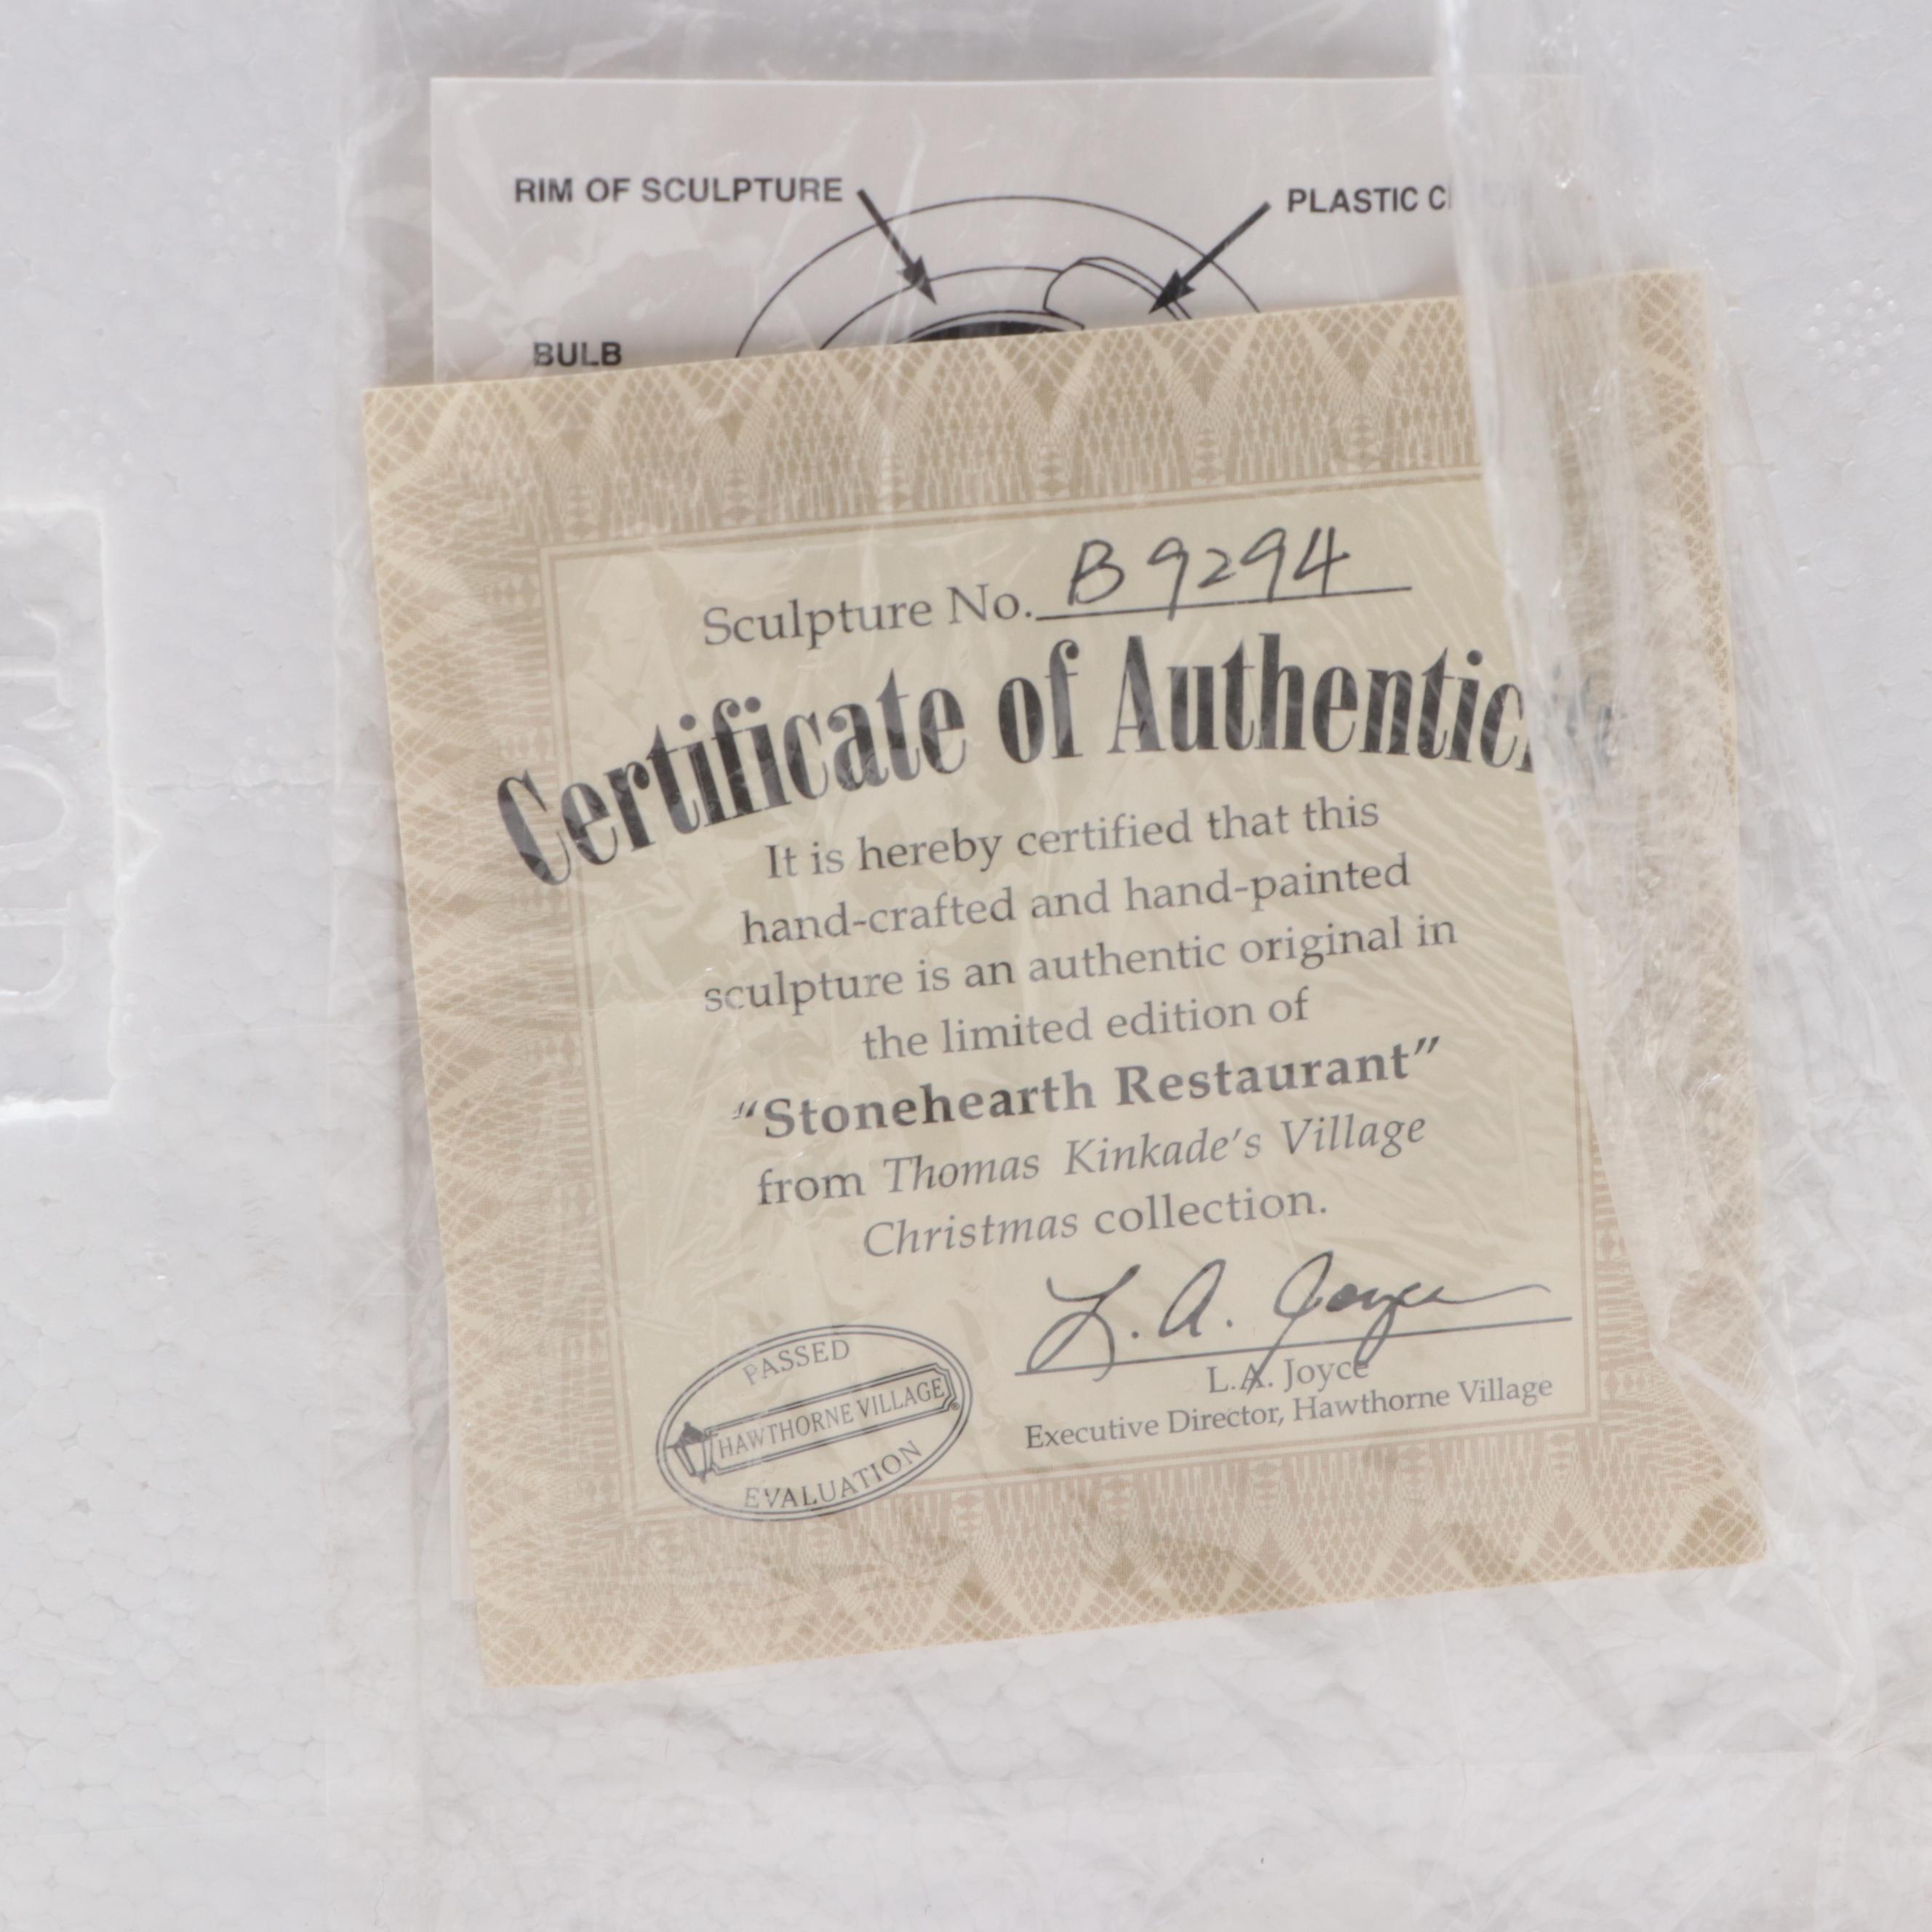 RIM OF SCULPTURE
PLASTIC
BULB
Sculpture No. B9294
Certificate of
It is hereby certified that this
hand-crafted and hand-painted
sculpture is an authentic original in
the limited edition of
"Stonehearth Restaurant"
from Thomas Kinkade's Village
Christmas collection.
L. A. Joyce
L.A. Joyce
Executive Director, Hawthorne Village
PASSED
HAWTHORNE VILLAGE®
EVALUATION
TOP